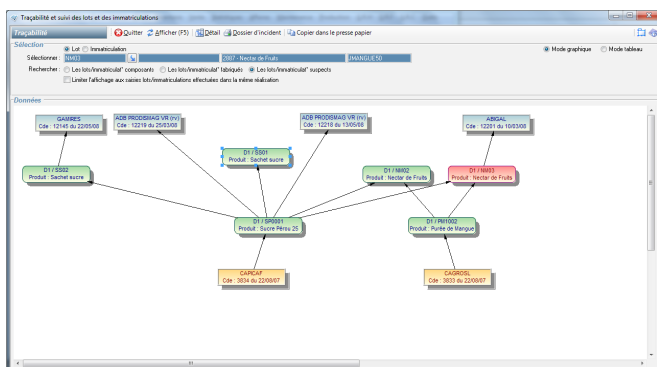 Traçabilité et suivi des lots et des immatriculations
Traçabilité Quitter Afficher (F5) Détail Dossier d'incident Copier dans le presse papier
Sélection
Lot Immatriculation Mode graphique Mode tableau
Sélectionner : NM03 2887 - Nectar de Fruits JMANGUE50
Rechercher : Les lots/immatriculat° composants Les lots/immatriculat° fabriqués Les lots/immatriculat° suspects
Limiter l'affichage aux saisies lots/immatriculations effectuées dans la même réalisation
Données
GAMIRES
Cde : 12145 du 22/05/08
ADB PRODISMAG VR (rv)
Cde : 12219 du 25/03/08
ADB PRODISMAG VR (rv)
Cde : 12218 du 13/05/08
ABIGAL
Cde : 12201 du 10/03/08
D1 / SS01
Produit : Sachet sucre
D1 / SS02
Produit : Sachet sucre
D1 / NM02
Produit : Nectar de Fruits
D1 / NM03
Produit : Nectar de Fruits
D1 / SP0001
Produit : Sucre Pérou 25
D1 / PM1002
Produit : Purée de Mangue
CAPICAF
Cde : 3834 du 22/08/07
CAGROSL
Cde : 3833 du 22/08/07